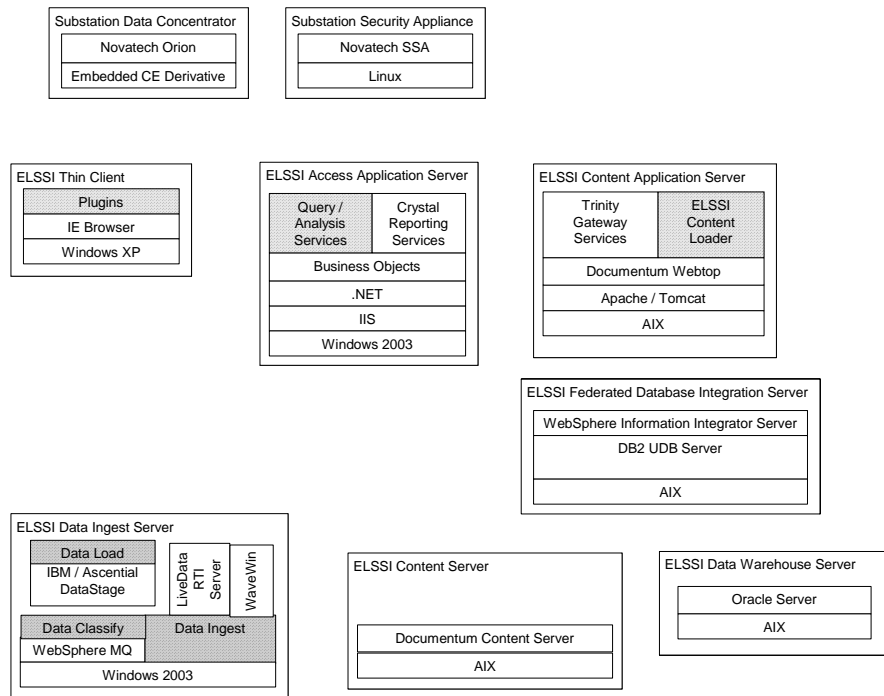 Substation Data Concentrator
Novatech Orion
Embedded CE Derivative
Substation Security Appliance
Novatech SSA
Linux
ELSSI Thin Client
Plugins
IE Browser
Windows XP
ELSSI Access Application Server
Query /
Analysis
Services
Crystal
Reporting
Services
Business Objects
.NET
IIS
Windows 2003
ELSSI Content Application Server
Trinity
Gateway
Services
ELSSI
Content
Loader
Documentum Webtop
Apache / Tomcat
AIX
ELSSI Federated Database Integration Server
WebSphere Information Integrator Server
DB2 UDB Server
AIX
ELSSI Data Ingest Server
Data Load
IBM / Ascential
DataStage
LiveData
RTI
Server
WaveWin
Data Classify
Data Ingest
WebSphere MQ
Windows 2003
ELSSI Content Server
Documentum Content Server
AIX
ELSSI Data Warehouse Server
Oracle Server
AIX